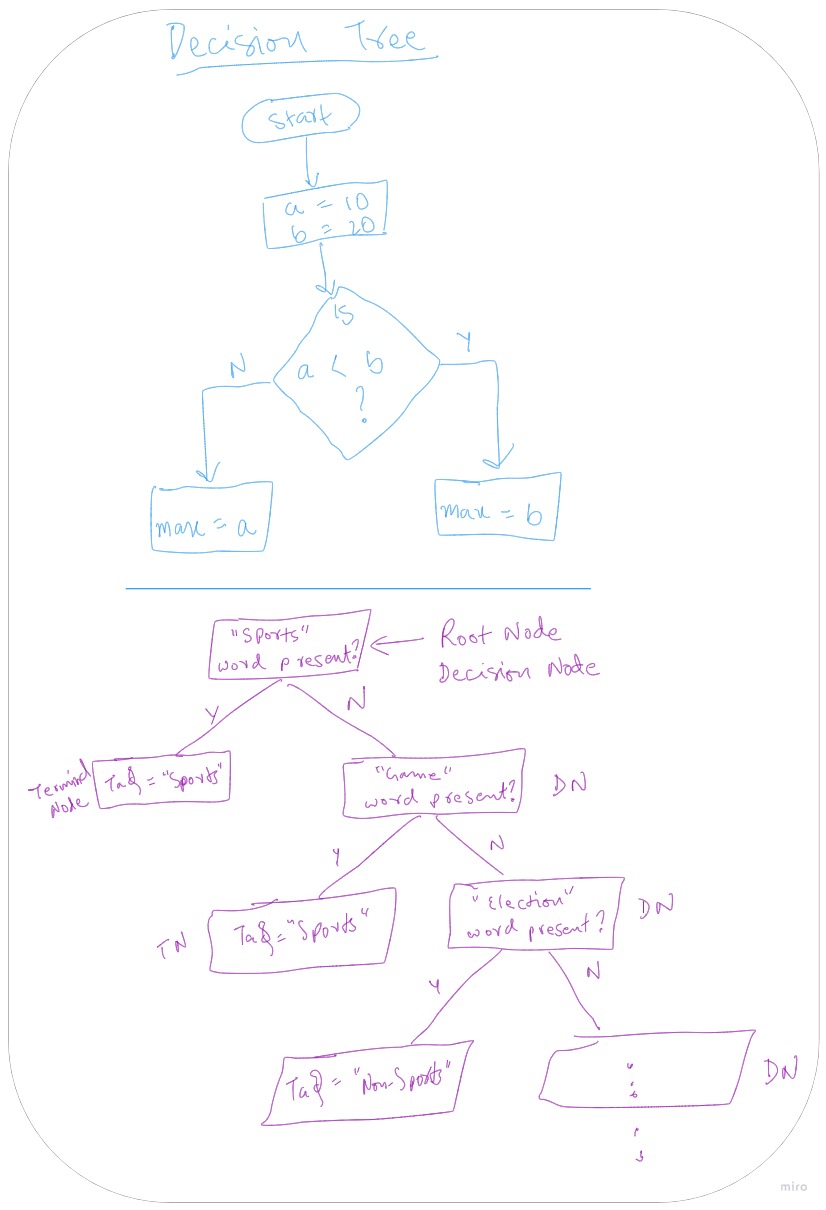 Decision Tree
start
a = 10
b = 20
is
a < b
?
N
Y
max = a
max = b
"Sports"
word present?
Root Node
Decision Node
Y
N
Terminal
Node
Tag = "Sports"
"Game"
word present?
DN
Y
N
TN
Tag = "Sports"
"Election"
word present?
DN
Y
N
Tag = "Non-Sports"
DN
miro